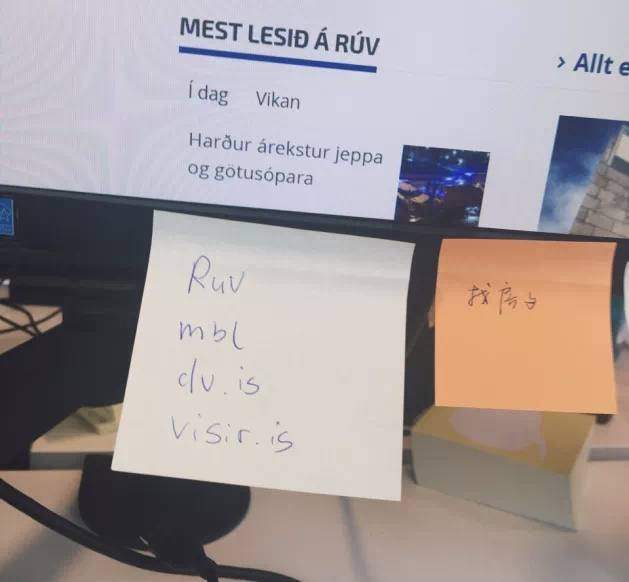 MEST LESIÐ Á RÚV
› Allt e
Í dag Vikan
Harður árekstur jeppa
og götusópara
Ruv
mbl
dv.is
visir.is
找房子